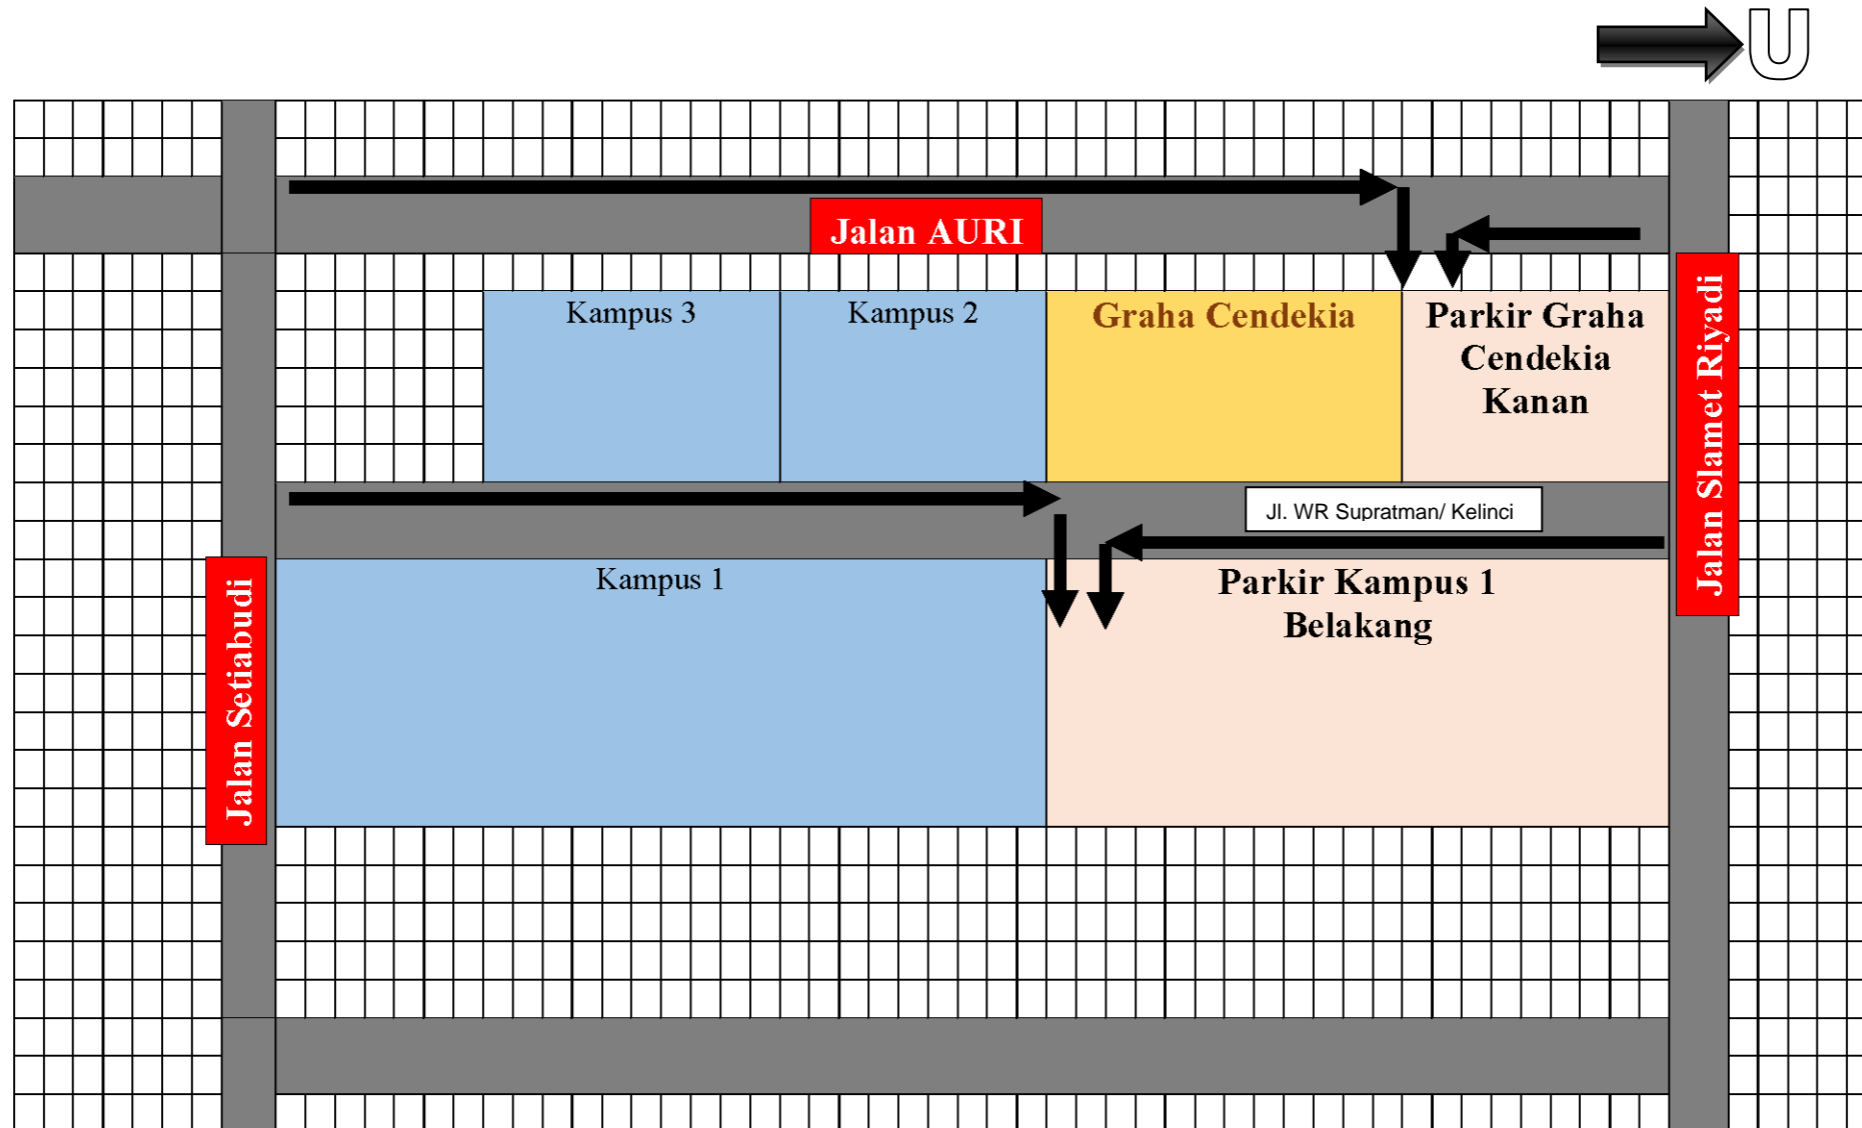 U
Jalan AURI
Kampus 3
Kampus 2
Graha Cendekia
Parkir Graha
Cendekia
Kanan
Jalan Slamet Riyadi
Jl. WR Supratman/ Kelinci
Jalan Setiabudi
Kampus 1
Parkir Kampus 1
Belakang